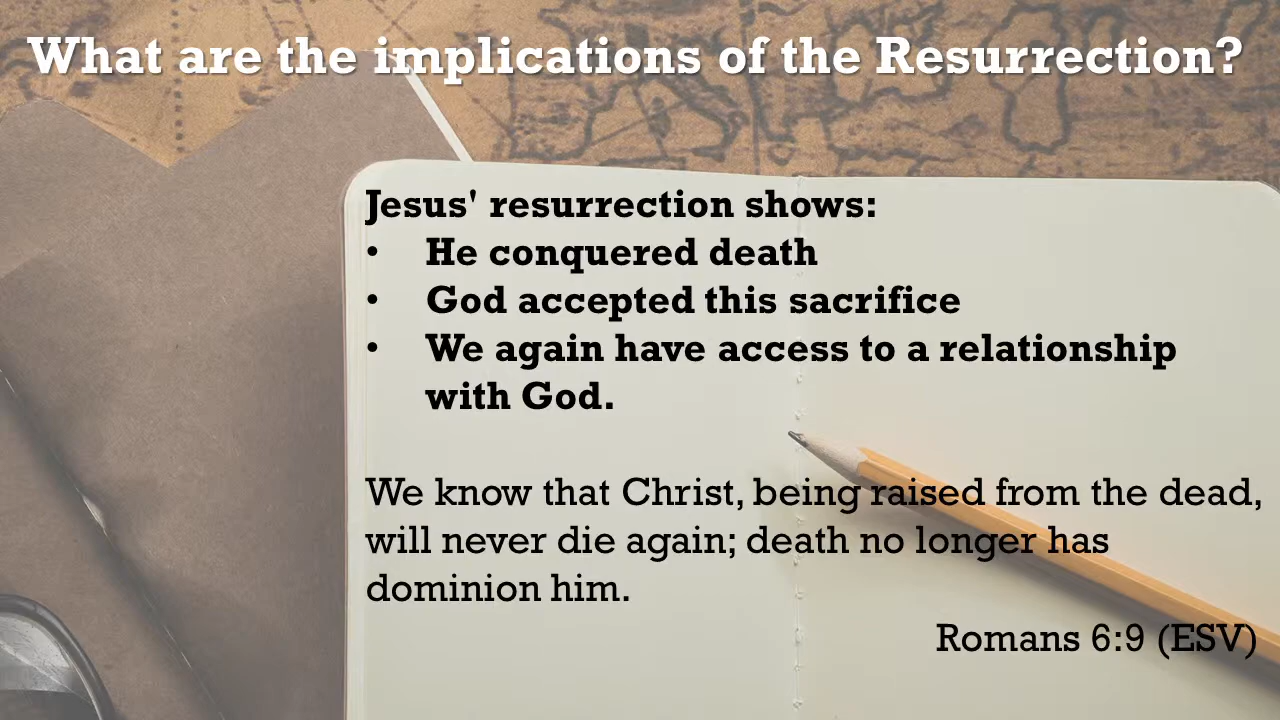 What are the implications of the Resurrection?
Jesus' resurrection shows:
• He conquered death
• God accepted this sacrifice
• We again have access to a relationship
with God.
We know that Christ, being raised from the dead,
will never die again; death no longer has
dominion him.
Romans 6:9 (ESV)